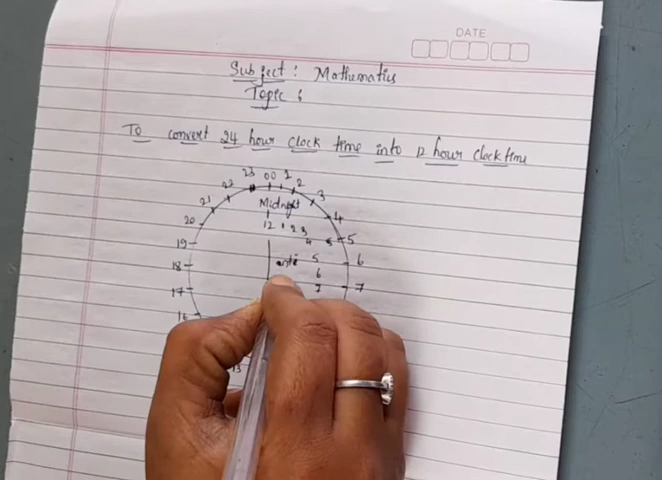 DATE
Subject : Mathematics
Topic :
To convert 24 hour clock time into 12 hour clock time
23 00 1
22 2
21 Midnight 3
20 12 1 2 3 4
19 4 5
18 ante 5 6
6
17 7 7
13